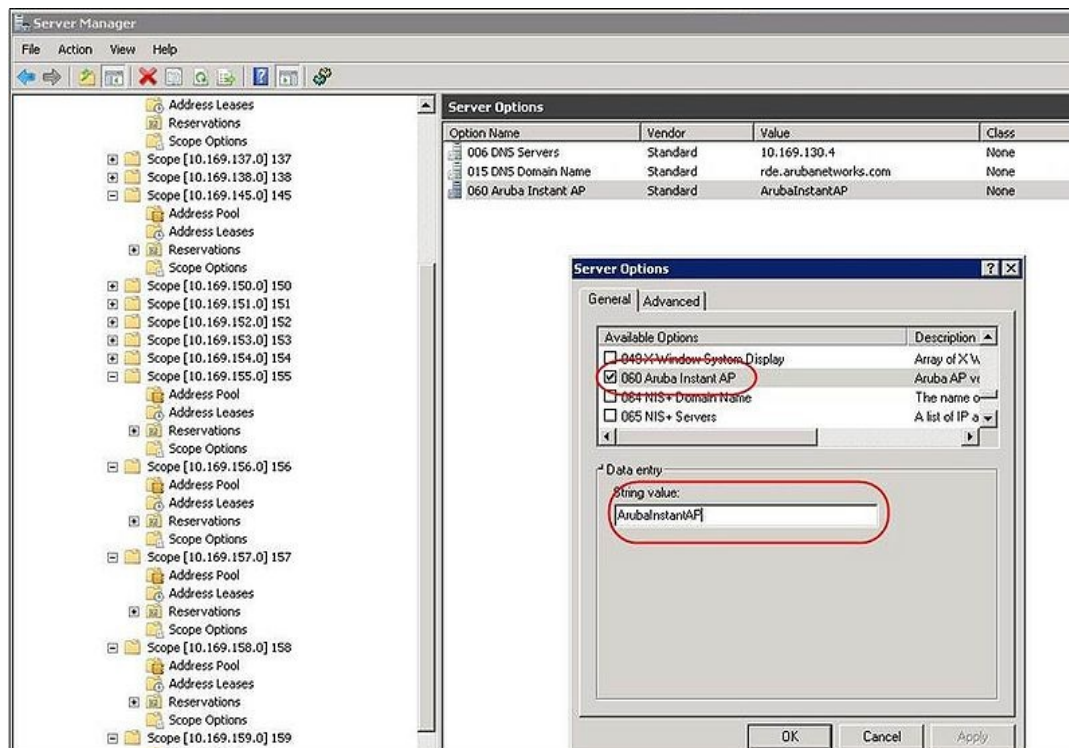 Server Manager
File Action View Help
Address Leases
Reservations
Scope Options
Scope [10.169.137.0] 137
Scope [10.169.138.0] 138
Scope [10.169.145.0] 145
Address Pool
Address Leases
Reservations
Scope Options
Scope [10.169.150.0] 150
Scope [10.169.151.0] 151
Scope [10.169.152.0] 152
Scope [10.169.153.0] 153
Scope [10.169.154.0] 154
Scope [10.169.155.0] 155
Address Pool
Address Leases
Reservations
Scope Options
Scope [10.169.156.0] 156
Address Pool
Address Leases
Reservations
Scope Options
Scope [10.169.157.0] 157
Address Pool
Address Leases
Reservations
Scope Options
Scope [10.169.158.0] 158
Address Pool
Address Leases
Reservations
Scope Options
Scope [10.169.159.0] 159
Server Options
Option Name Vendor Value Class
006 DNS Servers Standard 10.169.130.4 None
015 DNS Domain Name Standard rde.arubanetworks.com None
060 Aruba Instant AP Standard ArubaInstantAP None
Server Options
General Advanced
Available Options Description
049 X Window System Display Array of X W
060 Aruba Instant AP Aruba AP ve
064 NIS+ Domain Name The name o
065 NIS+ Servers A list of IP a
Data entry
String value:
ArubaInstantAP
OK Cancel Apply